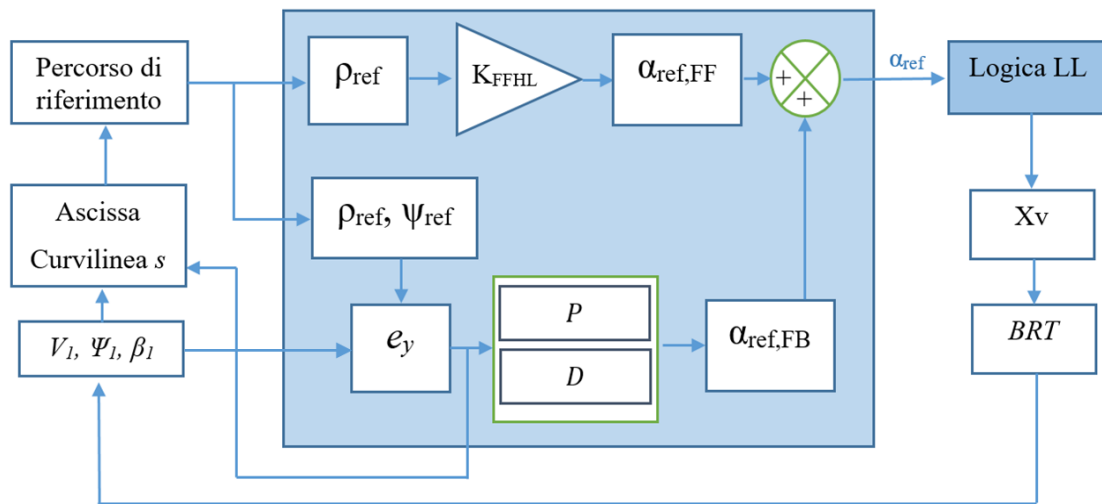 Percorso di
riferimento
ρref
KFFHL
αref,FF
+
+
αref
Logica LL
Ascissa
Curvilinea s
ρref, ψref
Xv
V1, Ψ1, β1
ey
P
D
αref,FB
BRT